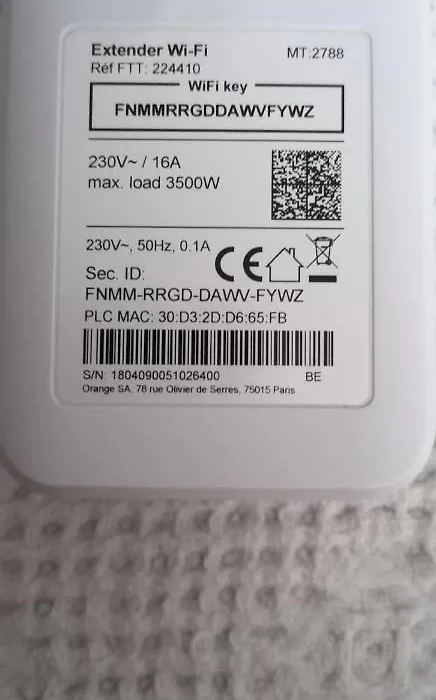 Extender Wi-Fi
MT:2788
Réf FTT: 224410
WiFi key
FNMMRRGDDAWVFYWZ
230V~ / 16A
max. load 3500W
230V~, 50Hz, 0.1A
CE
Sec. ID:
FNMM-RRGD-DAWV-FYWZ
PLC MAC: 30:D3:2D:D6:65:FB
S/N: 1804090051026400
BE
Orange SA, 78 rue Olivier de Serres, 75015 Paris